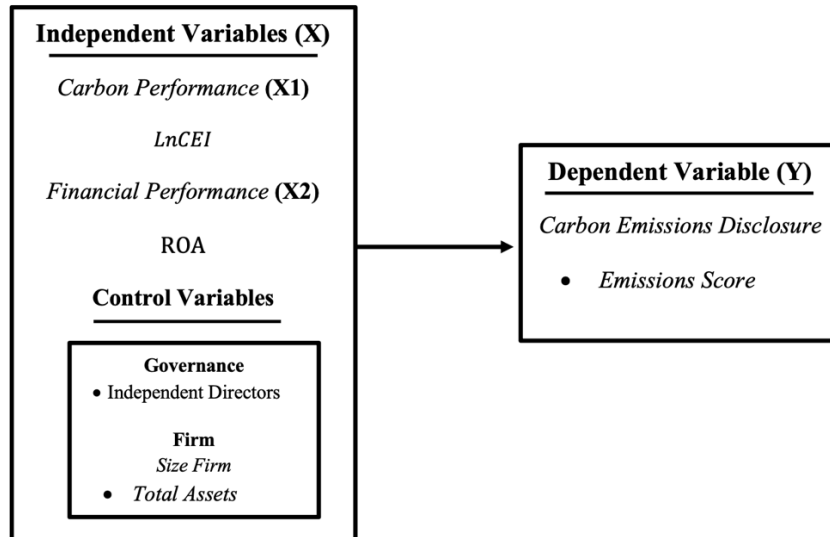 Independent Variables (X)
Carbon Performance (X1)
LnCEI
Financial Performance (X2)
ROA
Control Variables
Governance
• Independent Directors
Firm
Size Firm
• Total Assets
Dependent Variable (Y)
Carbon Emissions Disclosure
• Emissions Score